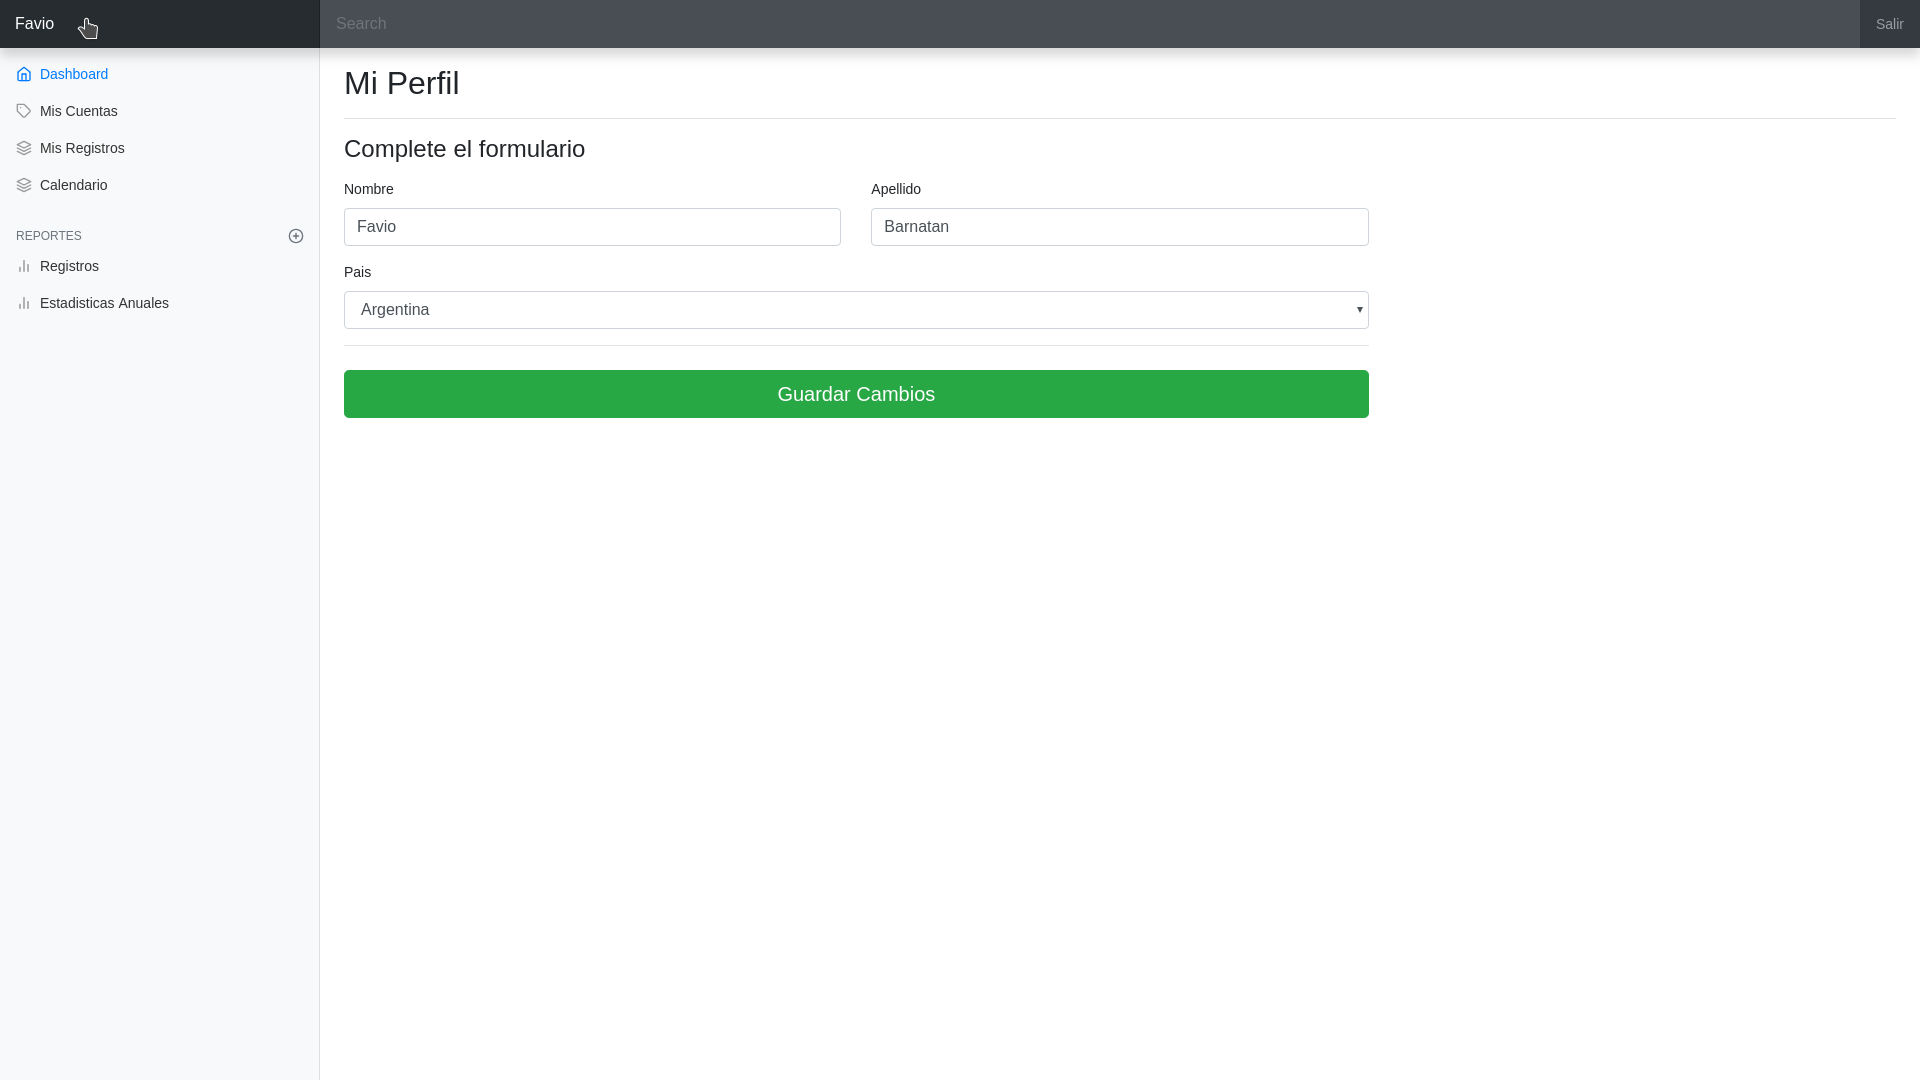 Favio
Search
Salir
Dashboard
Mis Cuentas
Mis Registros
Calendario
REPORTES
Registros
Estadisticas Anuales
Mi Perfil
Complete el formulario
Nombre
Apellido
Favio
Barnatan
Pais
Argentina
Guardar Cambios